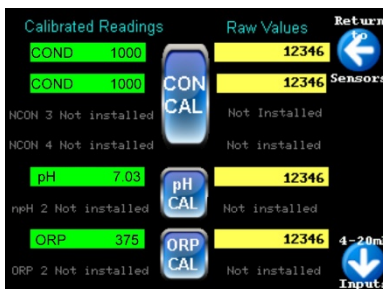 Calibrated Readings
Raw Values
Return to Sensors
COND 1000
12346
COND 1000
12346
CON CAL
NCON 3 Not installed
Not Installed
NCON 4 Not installed
Not installed
pH 7.03
12346
pH CAL
npH 2 Not installed
Not installed
ORP 375
12346
ORP CAL
ORP 2 Not installed
Not installed
4-20m
Input